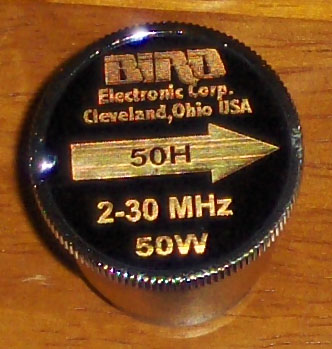 BIRD
Electronic Corp.
Cleveland,Ohio USA
50H
2-30 MHz
50W